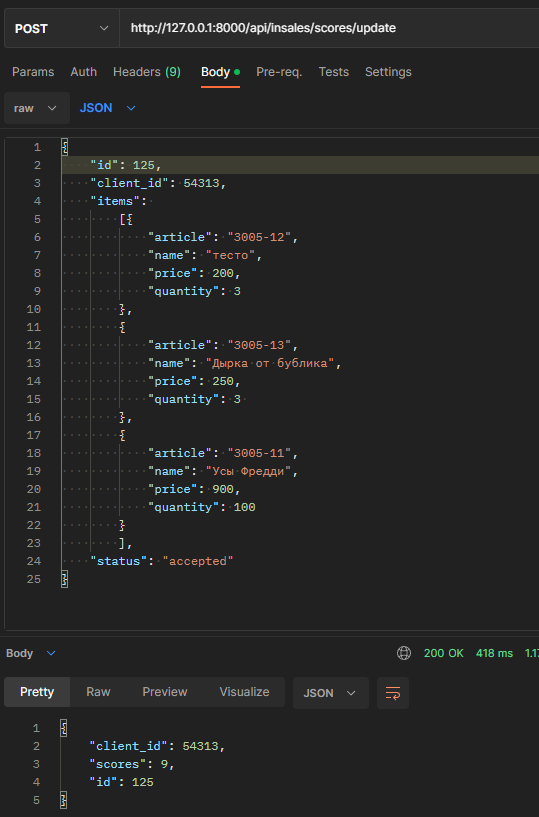 POST http://127.0.0.1:8000/api/insales/scores/update
Params Auth Headers (9) Body Pre-req. Tests Settings
raw JSON
1 {
2 "id": 125,
3 "client_id": 54313,
4 "items":
5 [{
6 "article": "3005-12",
7 "name": "тесто",
8 "price": 200,
9 "quantity": 3
10 },
11 {
12 "article": "3005-13",
13 "name": "Дырка от бублика",
14 "price": 250,
15 "quantity": 3
16 },
17 {
18 "article": "3005-11",
19 "name": "Усы Фредди",
20 "price": 900,
21 "quantity": 100
22 }
23 ],
24 "status": "accepted"
25 }
Body 200 OK 418 ms
Pretty Raw Preview Visualize JSON
1 {
2 "client_id": 54313,
3 "scores": 9,
4 "id": 125
5 }